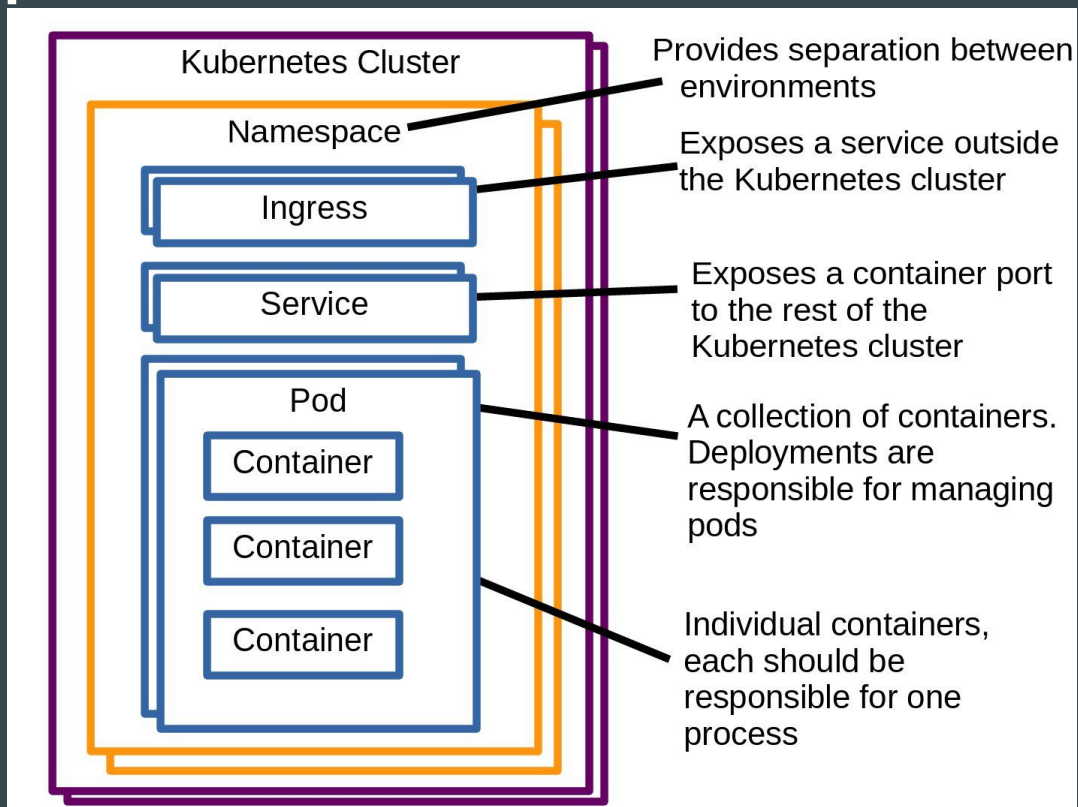 Kubernetes Cluster
Namespace
Ingress
Service
Pod
Container
Container
Container
Provides separation between
environments
Exposes a service outside
the Kubernetes cluster
Exposes a container port
to the rest of the
Kubernetes cluster
A collection of containers.
Deployments are
responsible for managing
pods
Individual containers,
each should be
responsible for one
process